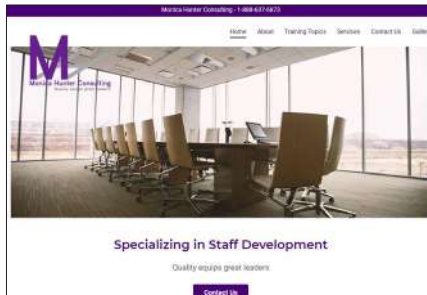 Monica Hunter Consulting - 1-888-637-6873
Home About Training Topics Services Contact Us Galle
M
Monica Hunter Consulting
Specializing in Staff Development
Quality equips great leaders
Contact Us